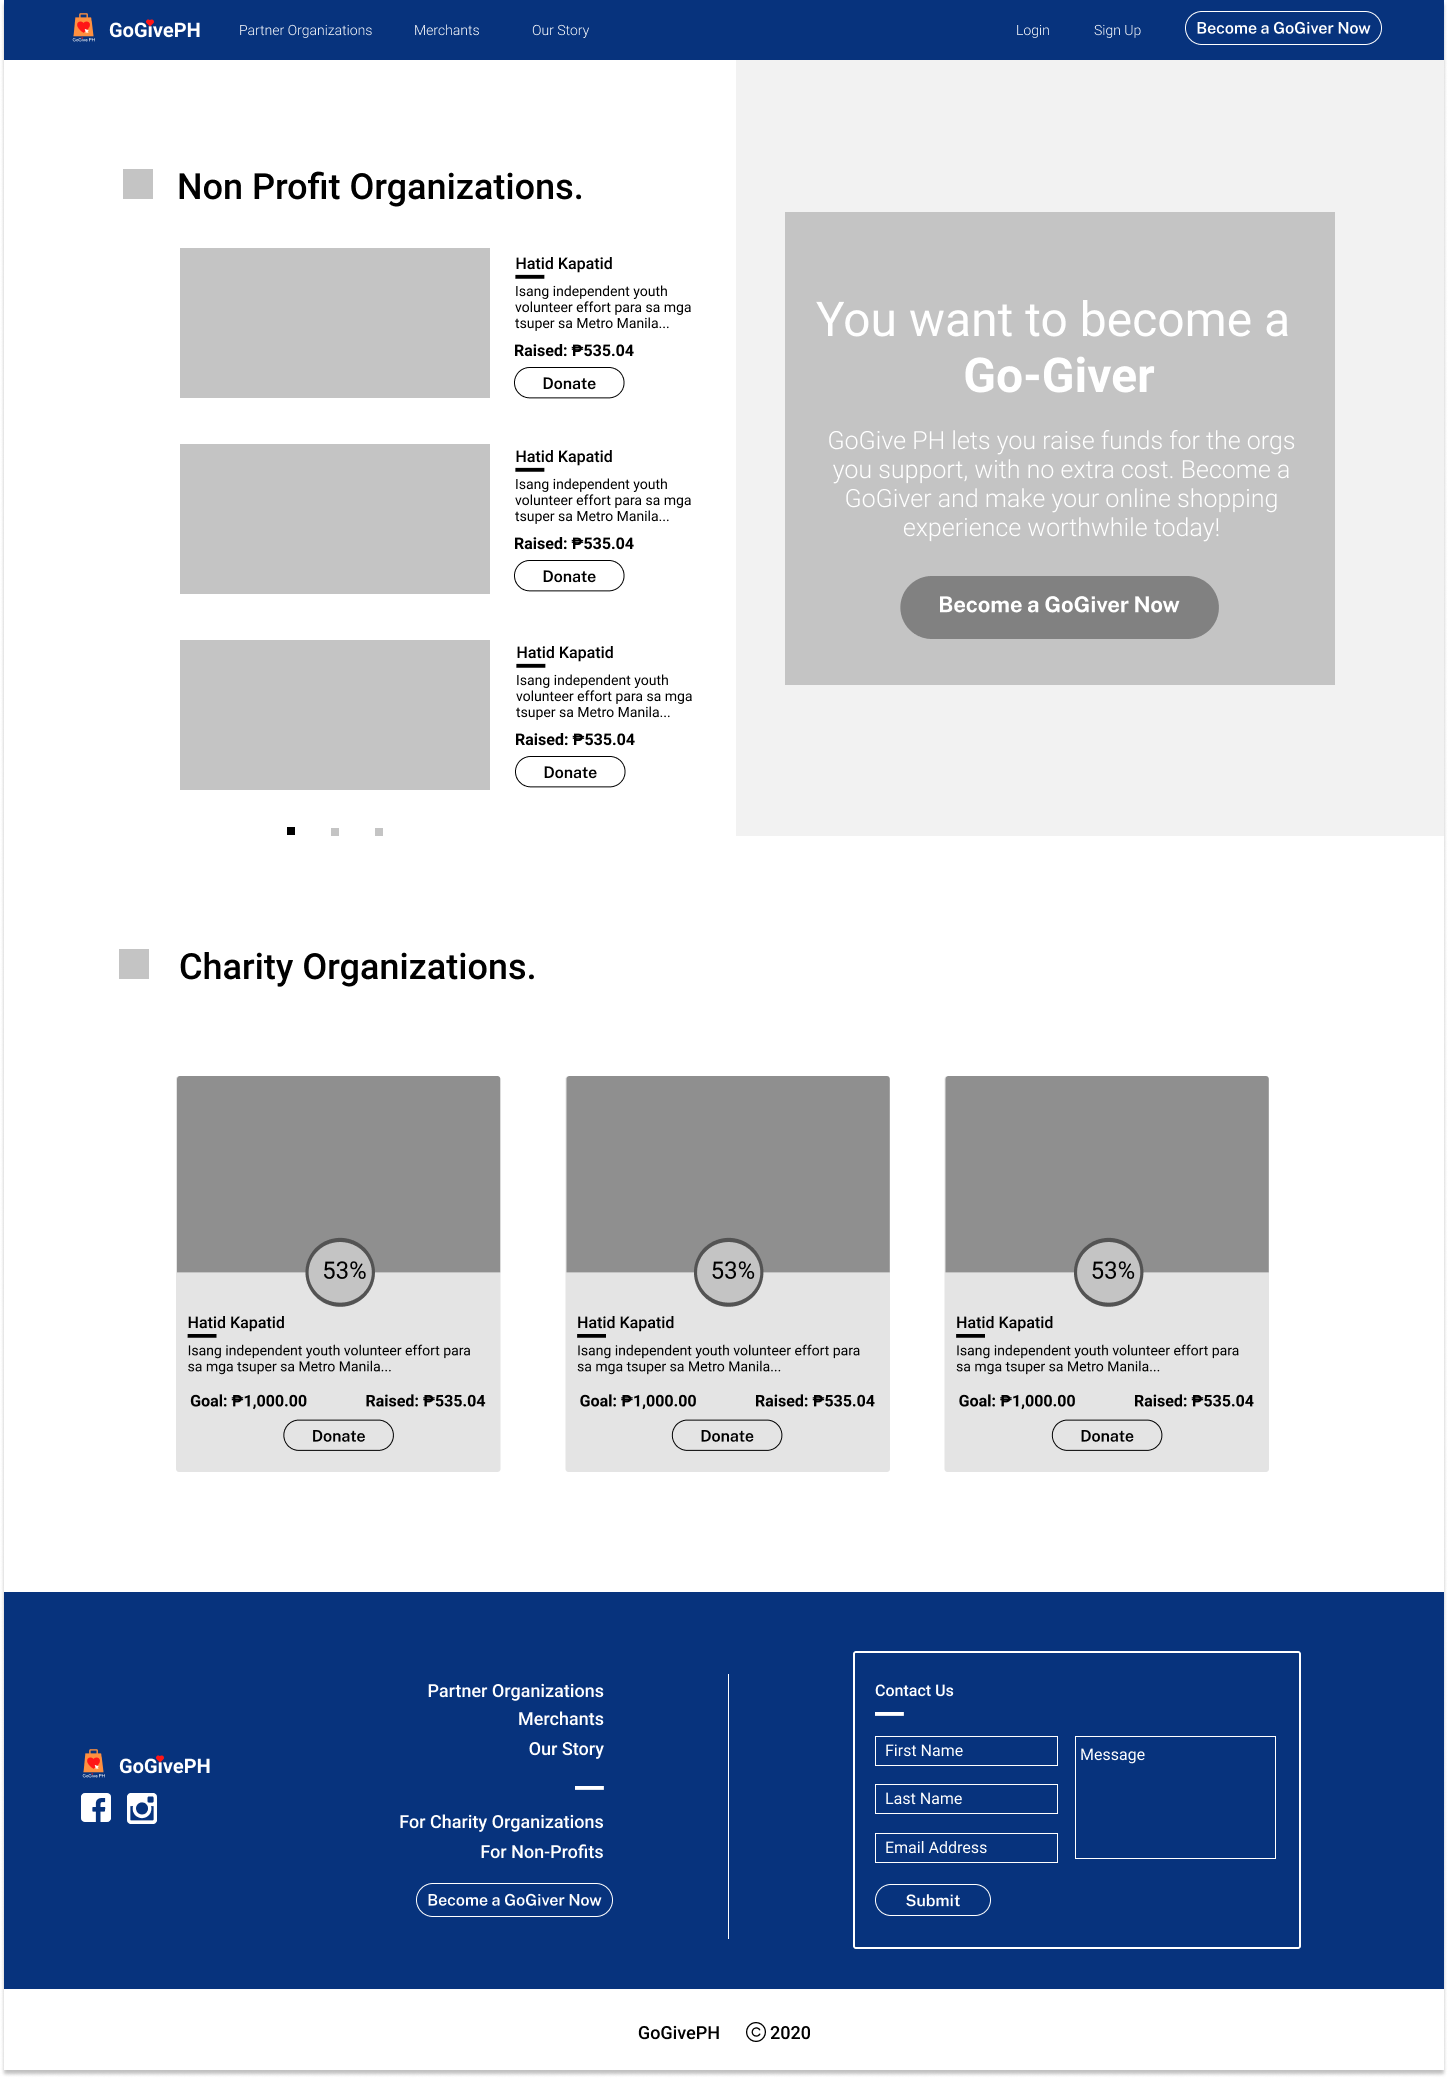 GoGivePH
Partner Organizations
Merchants
Our Story
Login
Sign Up
Become a GoGiver Now
Non Profit Organizations.
Hatid Kapatid
Isang independent youth
volunteer effort para sa mga
tsuper sa Metro Manila...
Raised: ₱535.04
Donate
Hatid Kapatid
Isang independent youth
volunteer effort para sa mga
tsuper sa Metro Manila...
Raised: ₱535.04
Donate
Hatid Kapatid
Isang independent youth
volunteer effort para sa mga
tsuper sa Metro Manila...
Raised: ₱535.04
Donate
You want to become a
Go-Giver
GoGive PH lets you raise funds for the orgs
you support, with no extra cost. Become a
GoGiver and make your online shopping
experience worthwhile today!
Become a GoGiver Now
Charity Organizations.
53%
Hatid Kapatid
Isang independent youth volunteer effort para
sa mga tsuper sa Metro Manila...
Goal: ₱1,000.00 Raised: ₱535.04
Donate
53%
Hatid Kapatid
Isang independent youth volunteer effort para
sa mga tsuper sa Metro Manila...
Goal: ₱1,000.00 Raised: ₱535.04
Donate
53%
Hatid Kapatid
Isang independent youth volunteer effort para
sa mga tsuper sa Metro Manila...
Goal: ₱1,000.00 Raised: ₱535.04
Donate
GoGive PH
GoGivePH
Partner Organizations
Merchants
Our Story
For Charity Organizations
For Non-Profits
Become a GoGiver Now
Contact Us
First Name
Last Name
Email Address
Message
Submit
GoGivePH © 2020